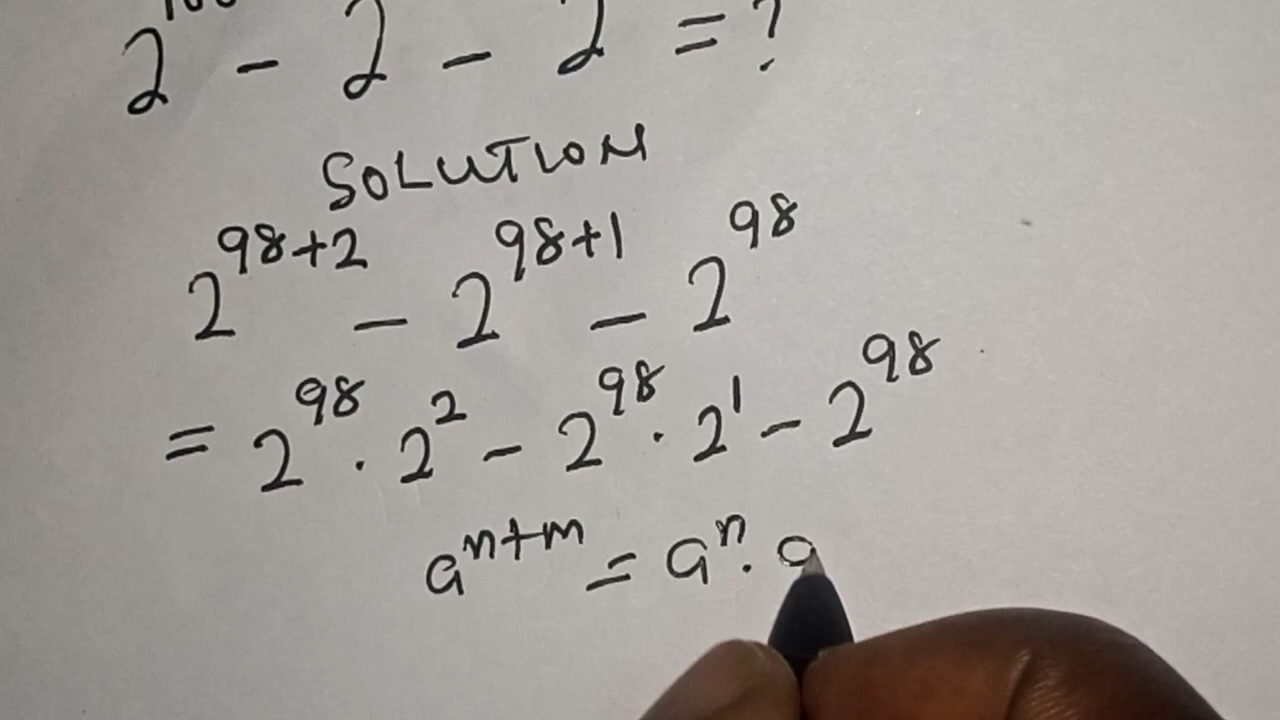 2 - 2 - 2 = ?
SOLUTION
2^{98+2} - 2^{98+1} - 2^{98}
= 2^{98} · 2^2 - 2^{98} · 2^1 - 2^{98}
a^{n+m} = a^n · a